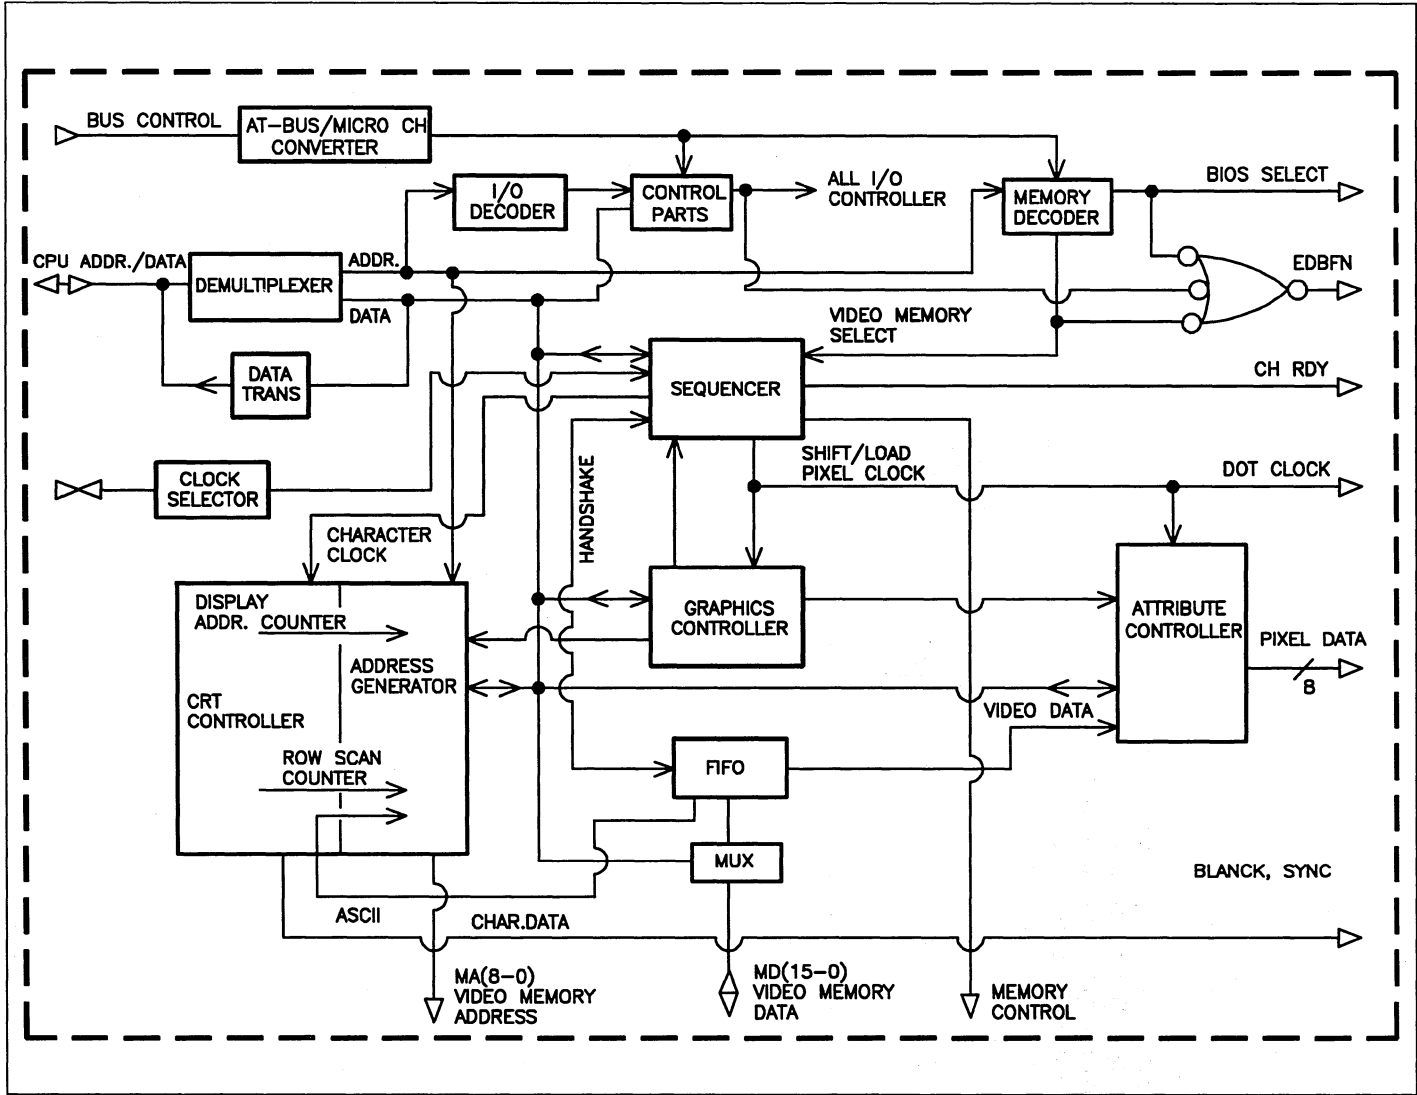 BUS CONTROL
AT-BUS/MICRO CH
CONVERTER
I/O
DECODER
CONTROL
PARTS
ALL I/O
CONTROLLER
MEMORY
DECODER
BIOS SELECT
CPU ADDR./DATA
DEMULTIPLEXER
ADDR.
DATA
EDBFN
VIDEO MEMORY
SELECT
DATA
TRANS
SEQUENCER
CH RDY
CLOCK
SELECTOR
HANDSHAKE
SHIFT/LOAD
PIXEL CLOCK
DOT CLOCK
CHARACTER
CLOCK
DISPLAY
ADDR. COUNTER
ADDRESS
GENERATOR
CRT
CONTROLLER
ROW SCAN
COUNTER
GRAPHICS
CONTROLLER
ATTRIBUTE
CONTROLLER
PIXEL DATA
8
VIDEO DATA
FIFO
MUX
BLANCK, SYNC
ASCII
CHAR.DATA
MA(8-0)
VIDEO MEMORY
ADDRESS
MD(15-0)
VIDEO MEMORY
DATA
MEMORY
CONTROL